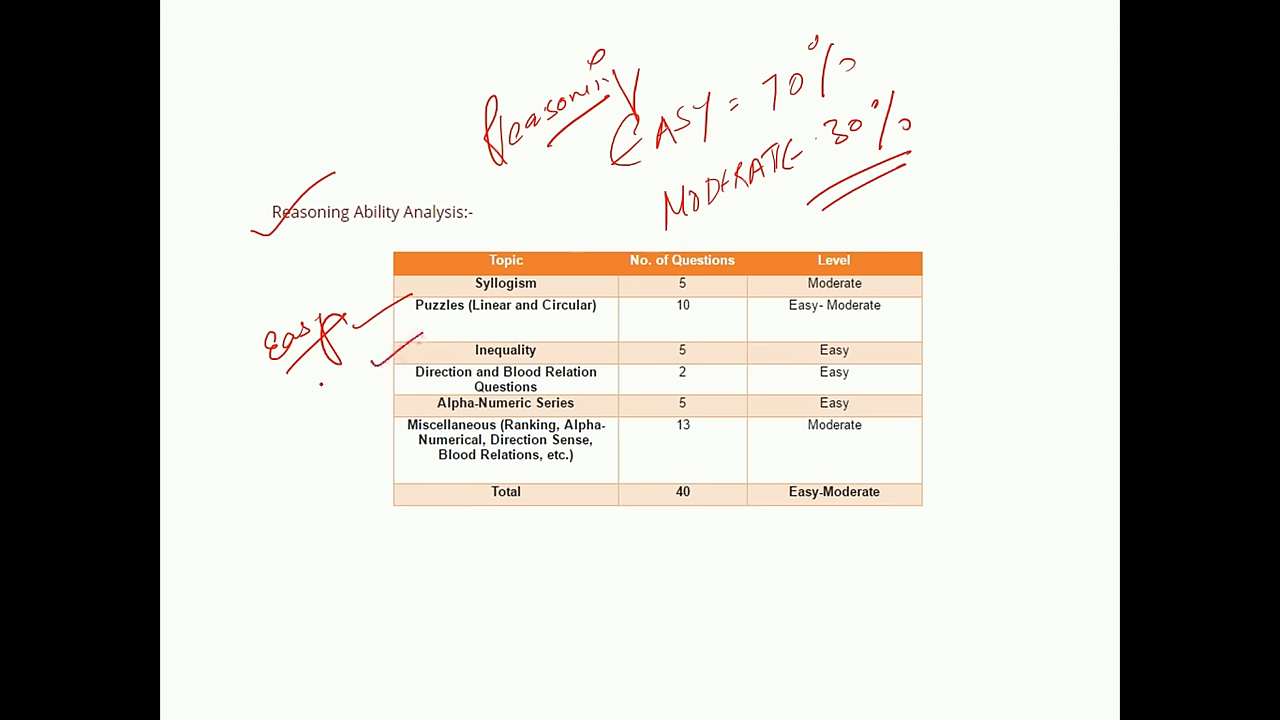 Reasoning
EASY = 70%
MODERATE - 30%
Reasoning Ability Analysis:-
Topic No. of Questions Level
Syllogism 5 Moderate
Easy
Puzzles (Linear and Circular) 10 Easy- Moderate
Inequality 5 Easy
Direction and Blood Relation 2 Easy
Questions
Alpha-Numeric Series 5 Easy
Miscellaneous (Ranking, Alpha- 13 Moderate
Numerical, Direction Sense,
Blood Relations, etc.)
Total 40 Easy-Moderate